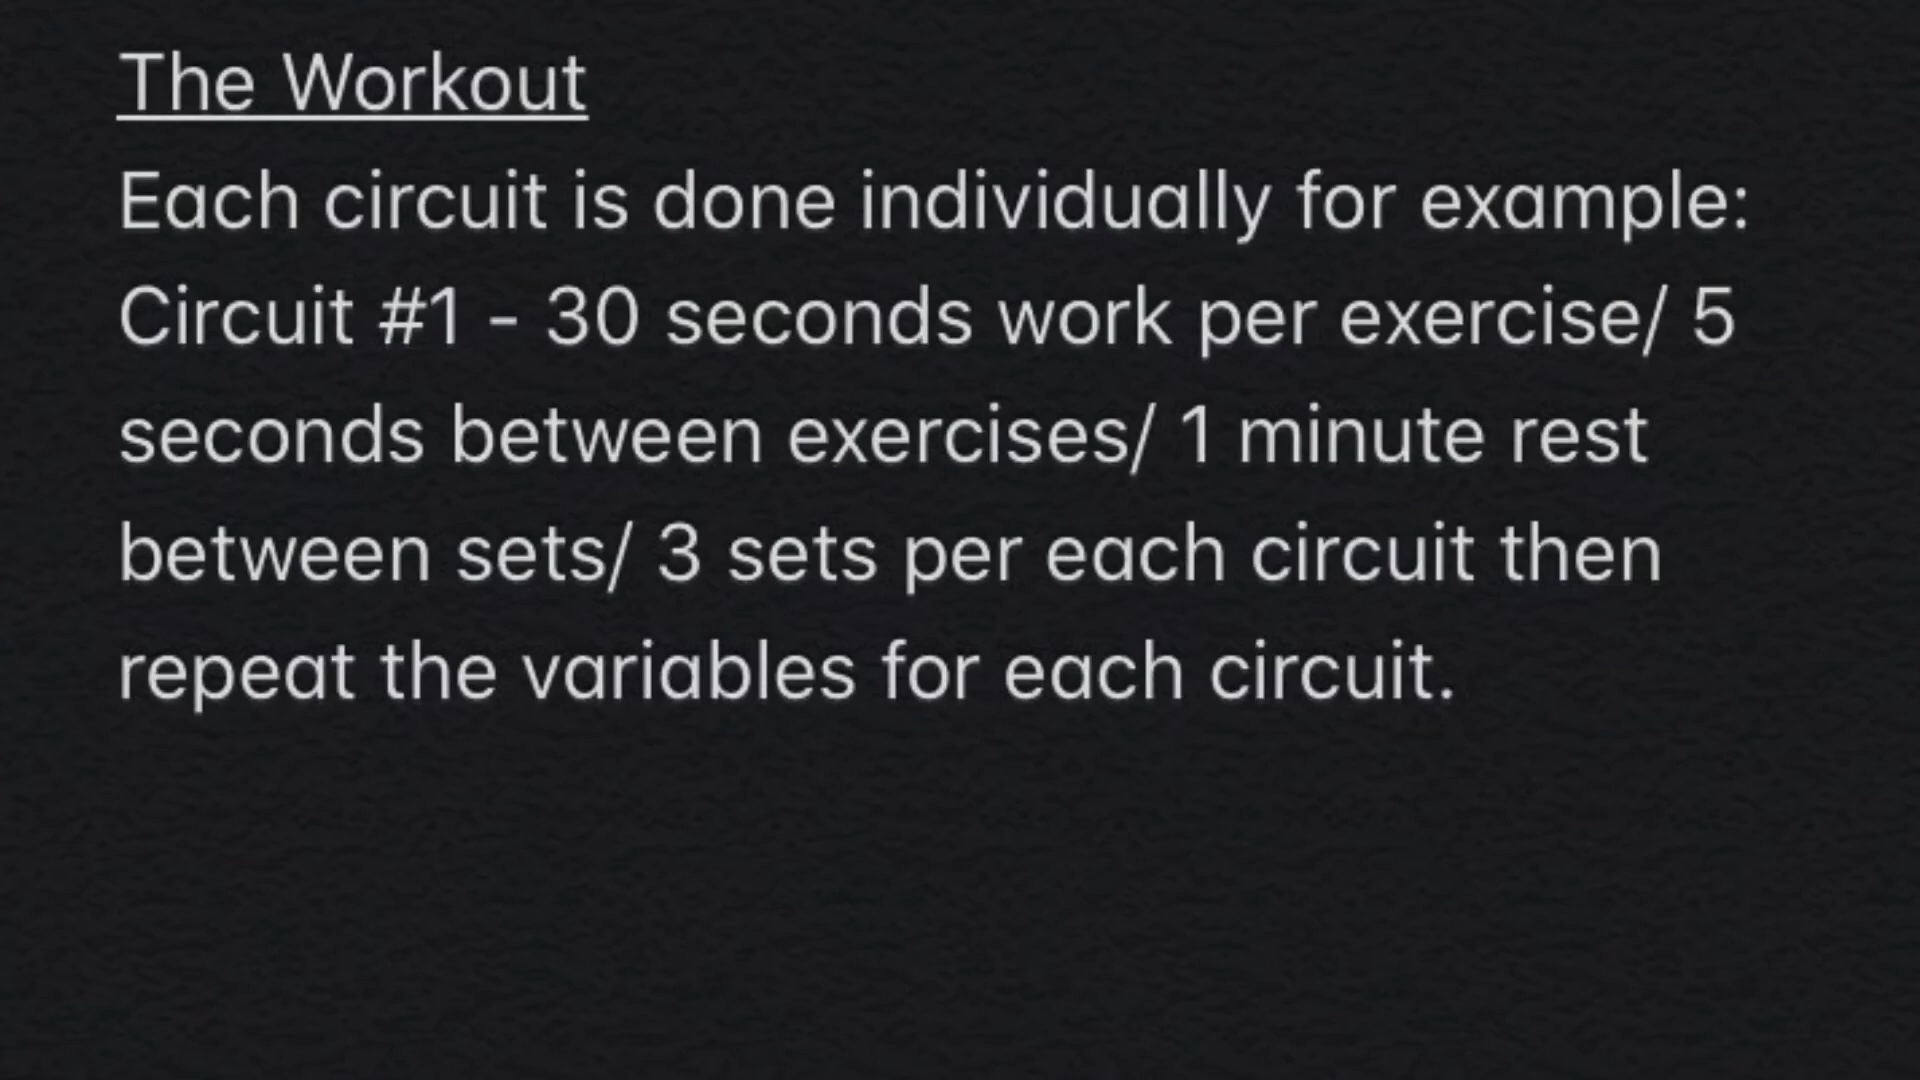 The Workout
Each circuit is done individually for example:
Circuit #1 - 30 seconds work per exercise/ 5
seconds between exercises/ 1 minute rest
between sets/ 3 sets per each circuit then
repeat the variables for each circuit.